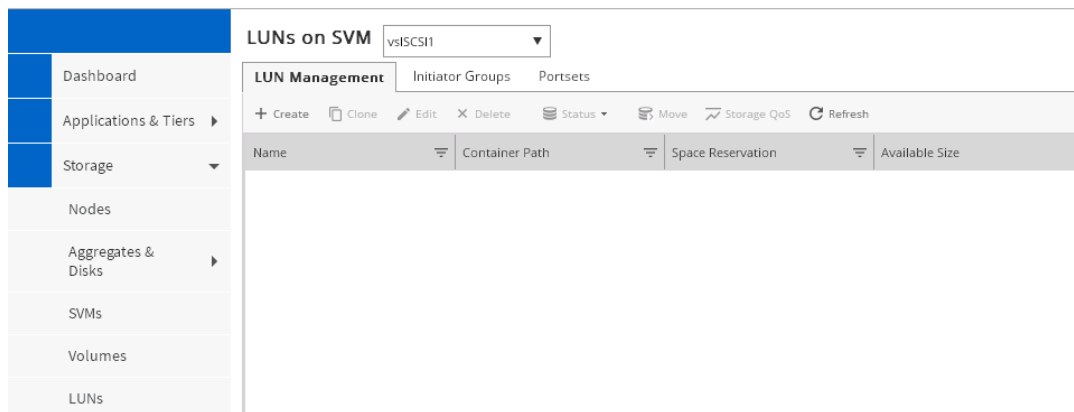 LUNs on SVM vsISCSI1
Dashboard
LUN Management Initiator Groups Portsets
Applications & Tiers
+ Create Clone Edit Delete Status Move Storage QoS Refresh
Storage
Name Container Path Space Reservation Available Size
Nodes
Aggregates &
Disks
SVMs
Volumes
LUNs